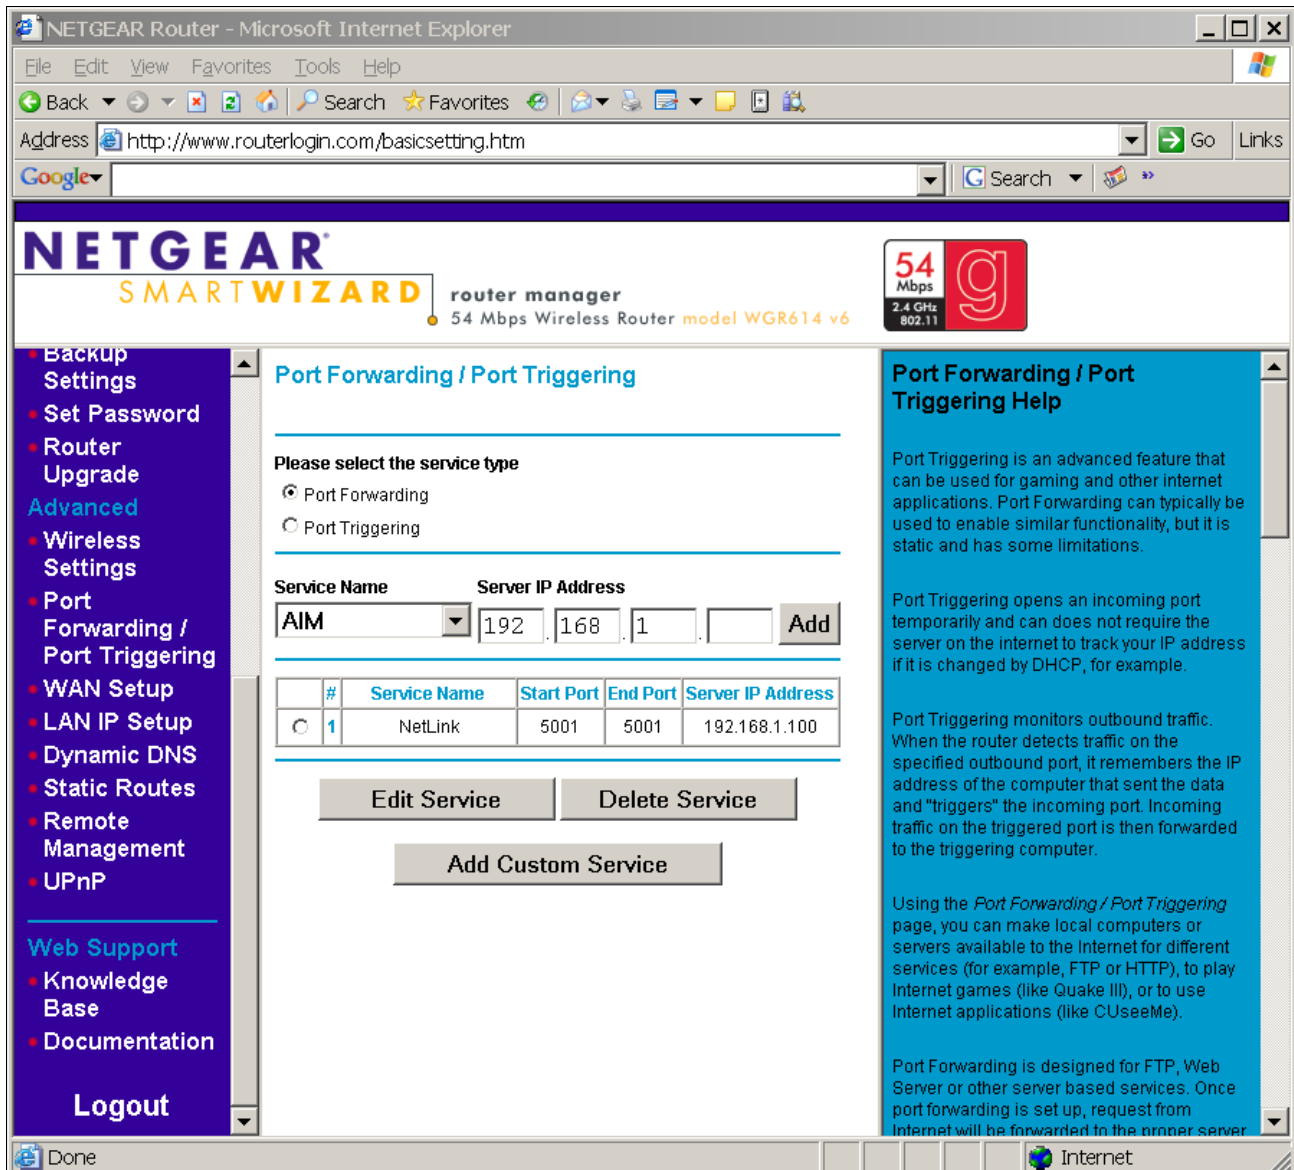 NETGEAR Router - Microsoft Internet Explorer
File Edit View Favorites Tools Help
Back Search Favorites
Address http://www.routerlogin.com/basicsetting.htm Go Links
Google Search
NETGEAR
SMARTWIZARD router manager
54 Mbps Wireless Router model WGR614 v6
54
Mbps
2.4 GHz
802.11
g
Backup
Settings
Set Password
Router
Upgrade
Advanced
Wireless
Settings
Port
Forwarding /
Port Triggering
WAN Setup
LAN IP Setup
Dynamic DNS
Static Routes
Remote
Management
UPnP
Web Support
Knowledge
Base
Documentation
Logout
Port Forwarding / Port Triggering
Please select the service type
Port Forwarding
Port Triggering
Service Name Server IP Address
AIM 192 . 168 . 1 . Add
# Service Name Start Port End Port Server IP Address
1 NetLink 5001 5001 192.168.1.100
Edit Service Delete Service
Add Custom Service
Port Forwarding / Port
Triggering Help
Port Triggering is an advanced feature that
can be used for gaming and other internet
applications. Port Forwarding can typically be
used to enable similar functionality, but it is
static and has some limitations.
Port Triggering opens an incoming port
temporarily and can does not require the
server on the internet to track your IP address
if it is changed by DHCP, for example.
Port Triggering monitors outbound traffic.
When the router detects traffic on the
specified outbound port, it remembers the IP
address of the computer that sent the data
and "triggers" the incoming port. Incoming
traffic on the triggered port is then forwarded
to the triggering computer.
Using the Port Forwarding / Port Triggering
page, you can make local computers or
servers available to the Internet for different
services (for example, FTP or HTTP), to play
Internet games (like Quake III), or to use
Internet applications (like CUseeMe).
Port Forwarding is designed for FTP, Web
Server or other server based services. Once
port forwarding is set up, request from
Internet will be forwarded to the proper server
Done Internet